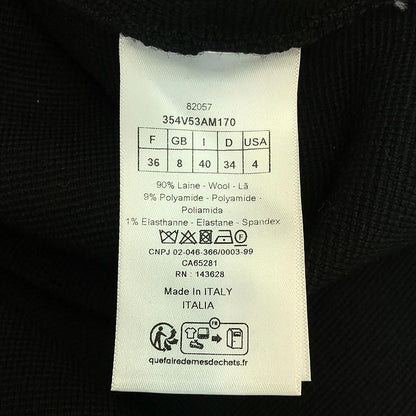 82057
354V53AM170
F GB I D USA
36 8 40 34 4
90% Laine - Wool - Lã
9% Polyamide - Polyamide -
Poliamida
1% Elasthanne - Elastane - Spandex
CNPJ 02-046-366/0003-99
CA65281
RN : 143628
Made In ITALY
ITALIA
FR
quefairedemesdechets.fr